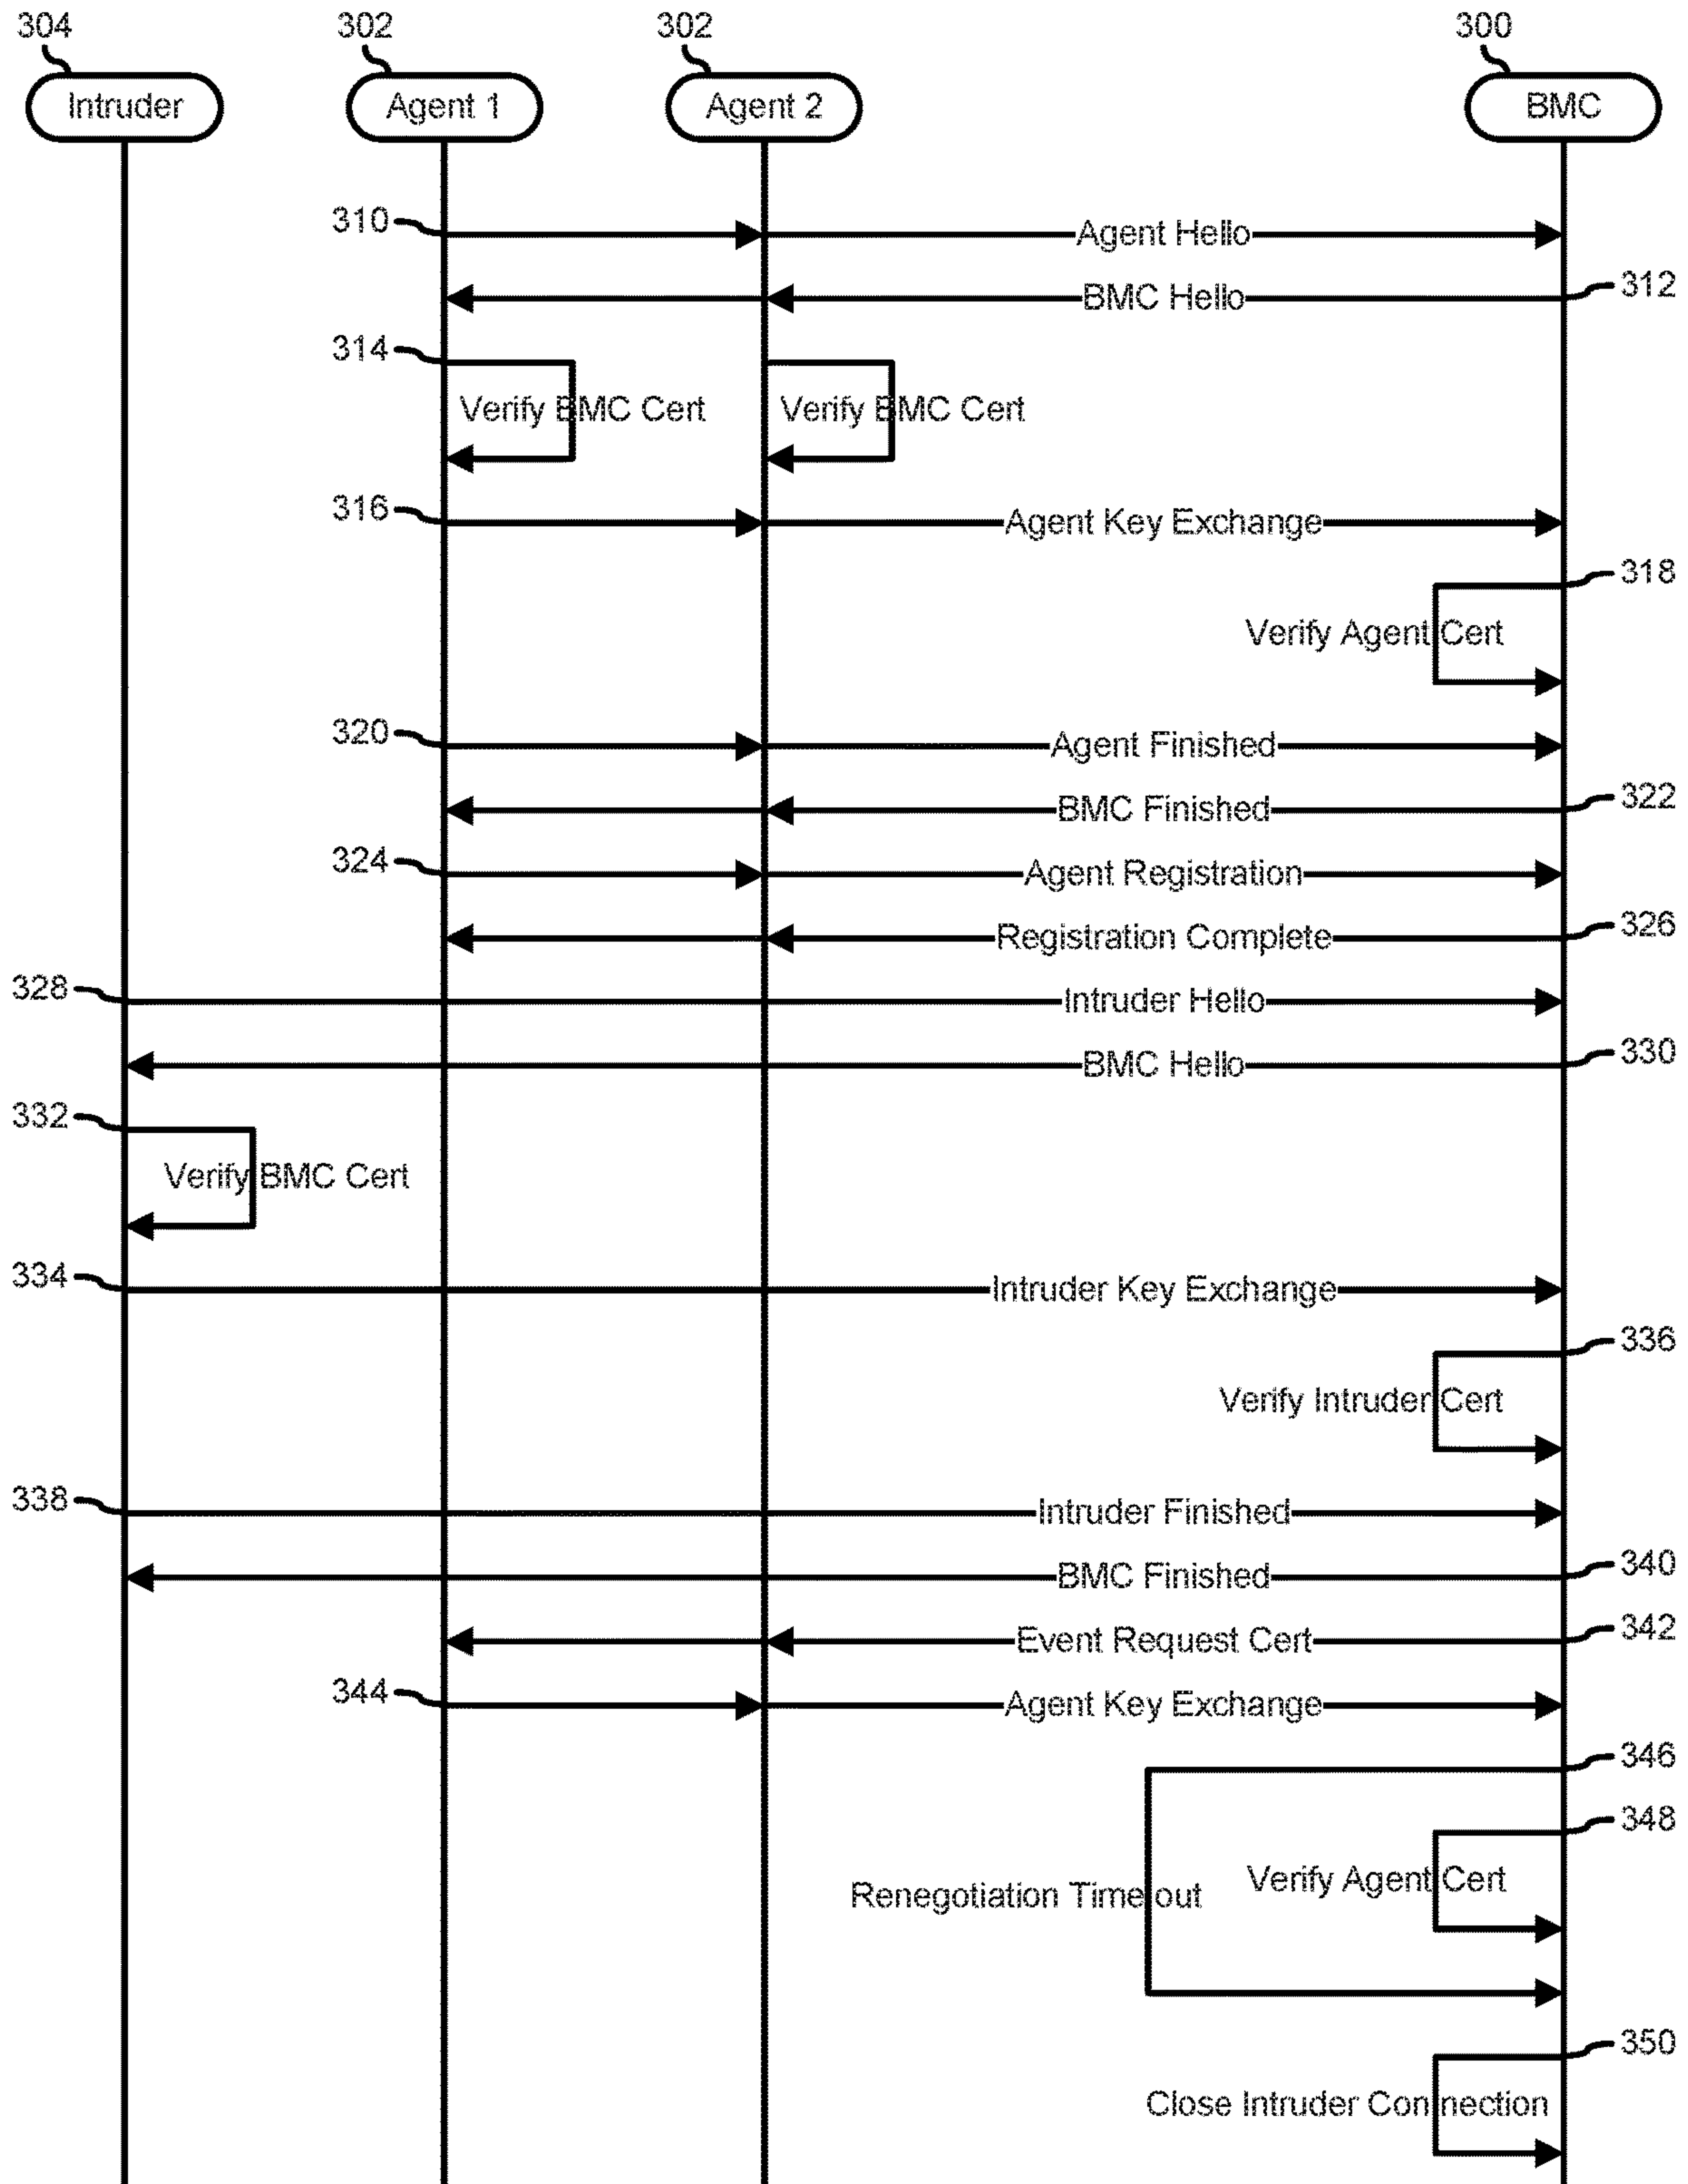 304
302
302
300
Intruder
Agent 1
Agent 2
BMC
310
Agent Hello
BMC Hello
312
314
Verify BMC Cert
Verify BMC Cert
316
Agent Key Exchange
318
Verify Agent Cert
320
Agent Finished
BMC Finished
322
324
Agent Registration
Registration Complete
326
328
Intruder Hello
BMC Hello
330
332
Verify BMC Cert
334
Intruder Key Exchange
336
Verify Intruder Cert
338
Intruder Finished
BMC Finished
340
Event Request Cert
342
344
Agent Key Exchange
346
348
Verify Agent Cert
Renegotiation Time out
350
Close Intruder Connection